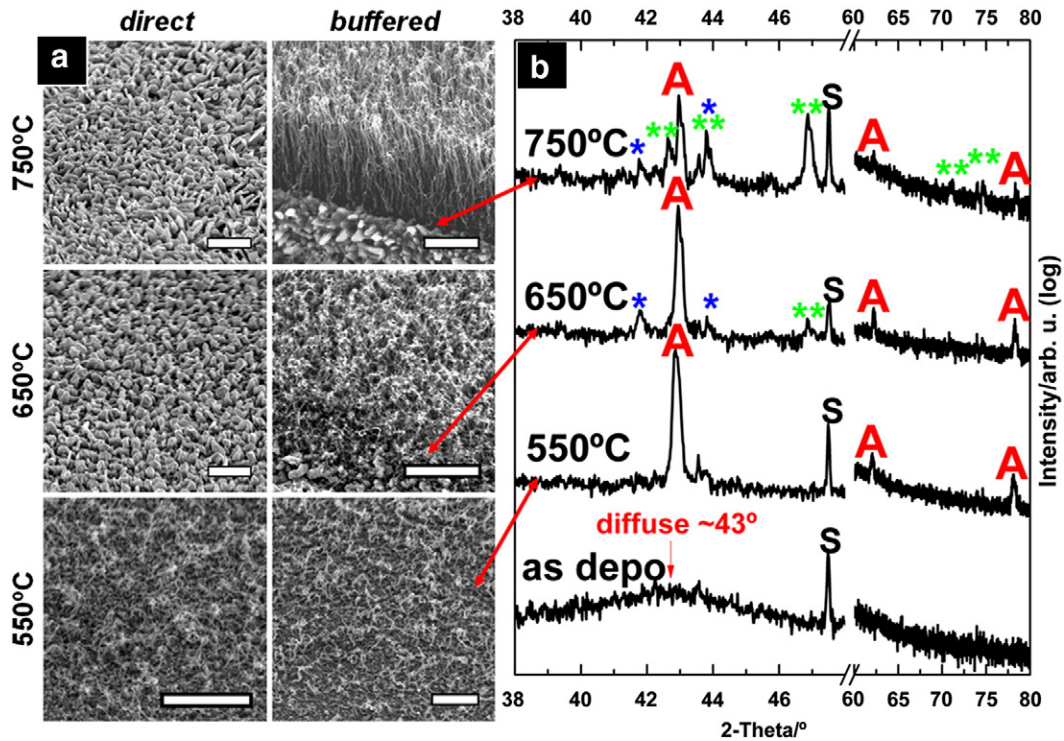 direct buffered
a
750ºC
650ºC
550ºC
38 40 42 44 46 60 65 70 75 80
b
A
* ** * ** ** S
750ºC
A ** ** A
A
650ºC
* * ** S
A A
A
550ºC
S
A A
diffuse ~43º
as depo
S
38 40 42 44 46 60 65 70 75 80
2-Theta/º
Intensity/arb. u. (log)